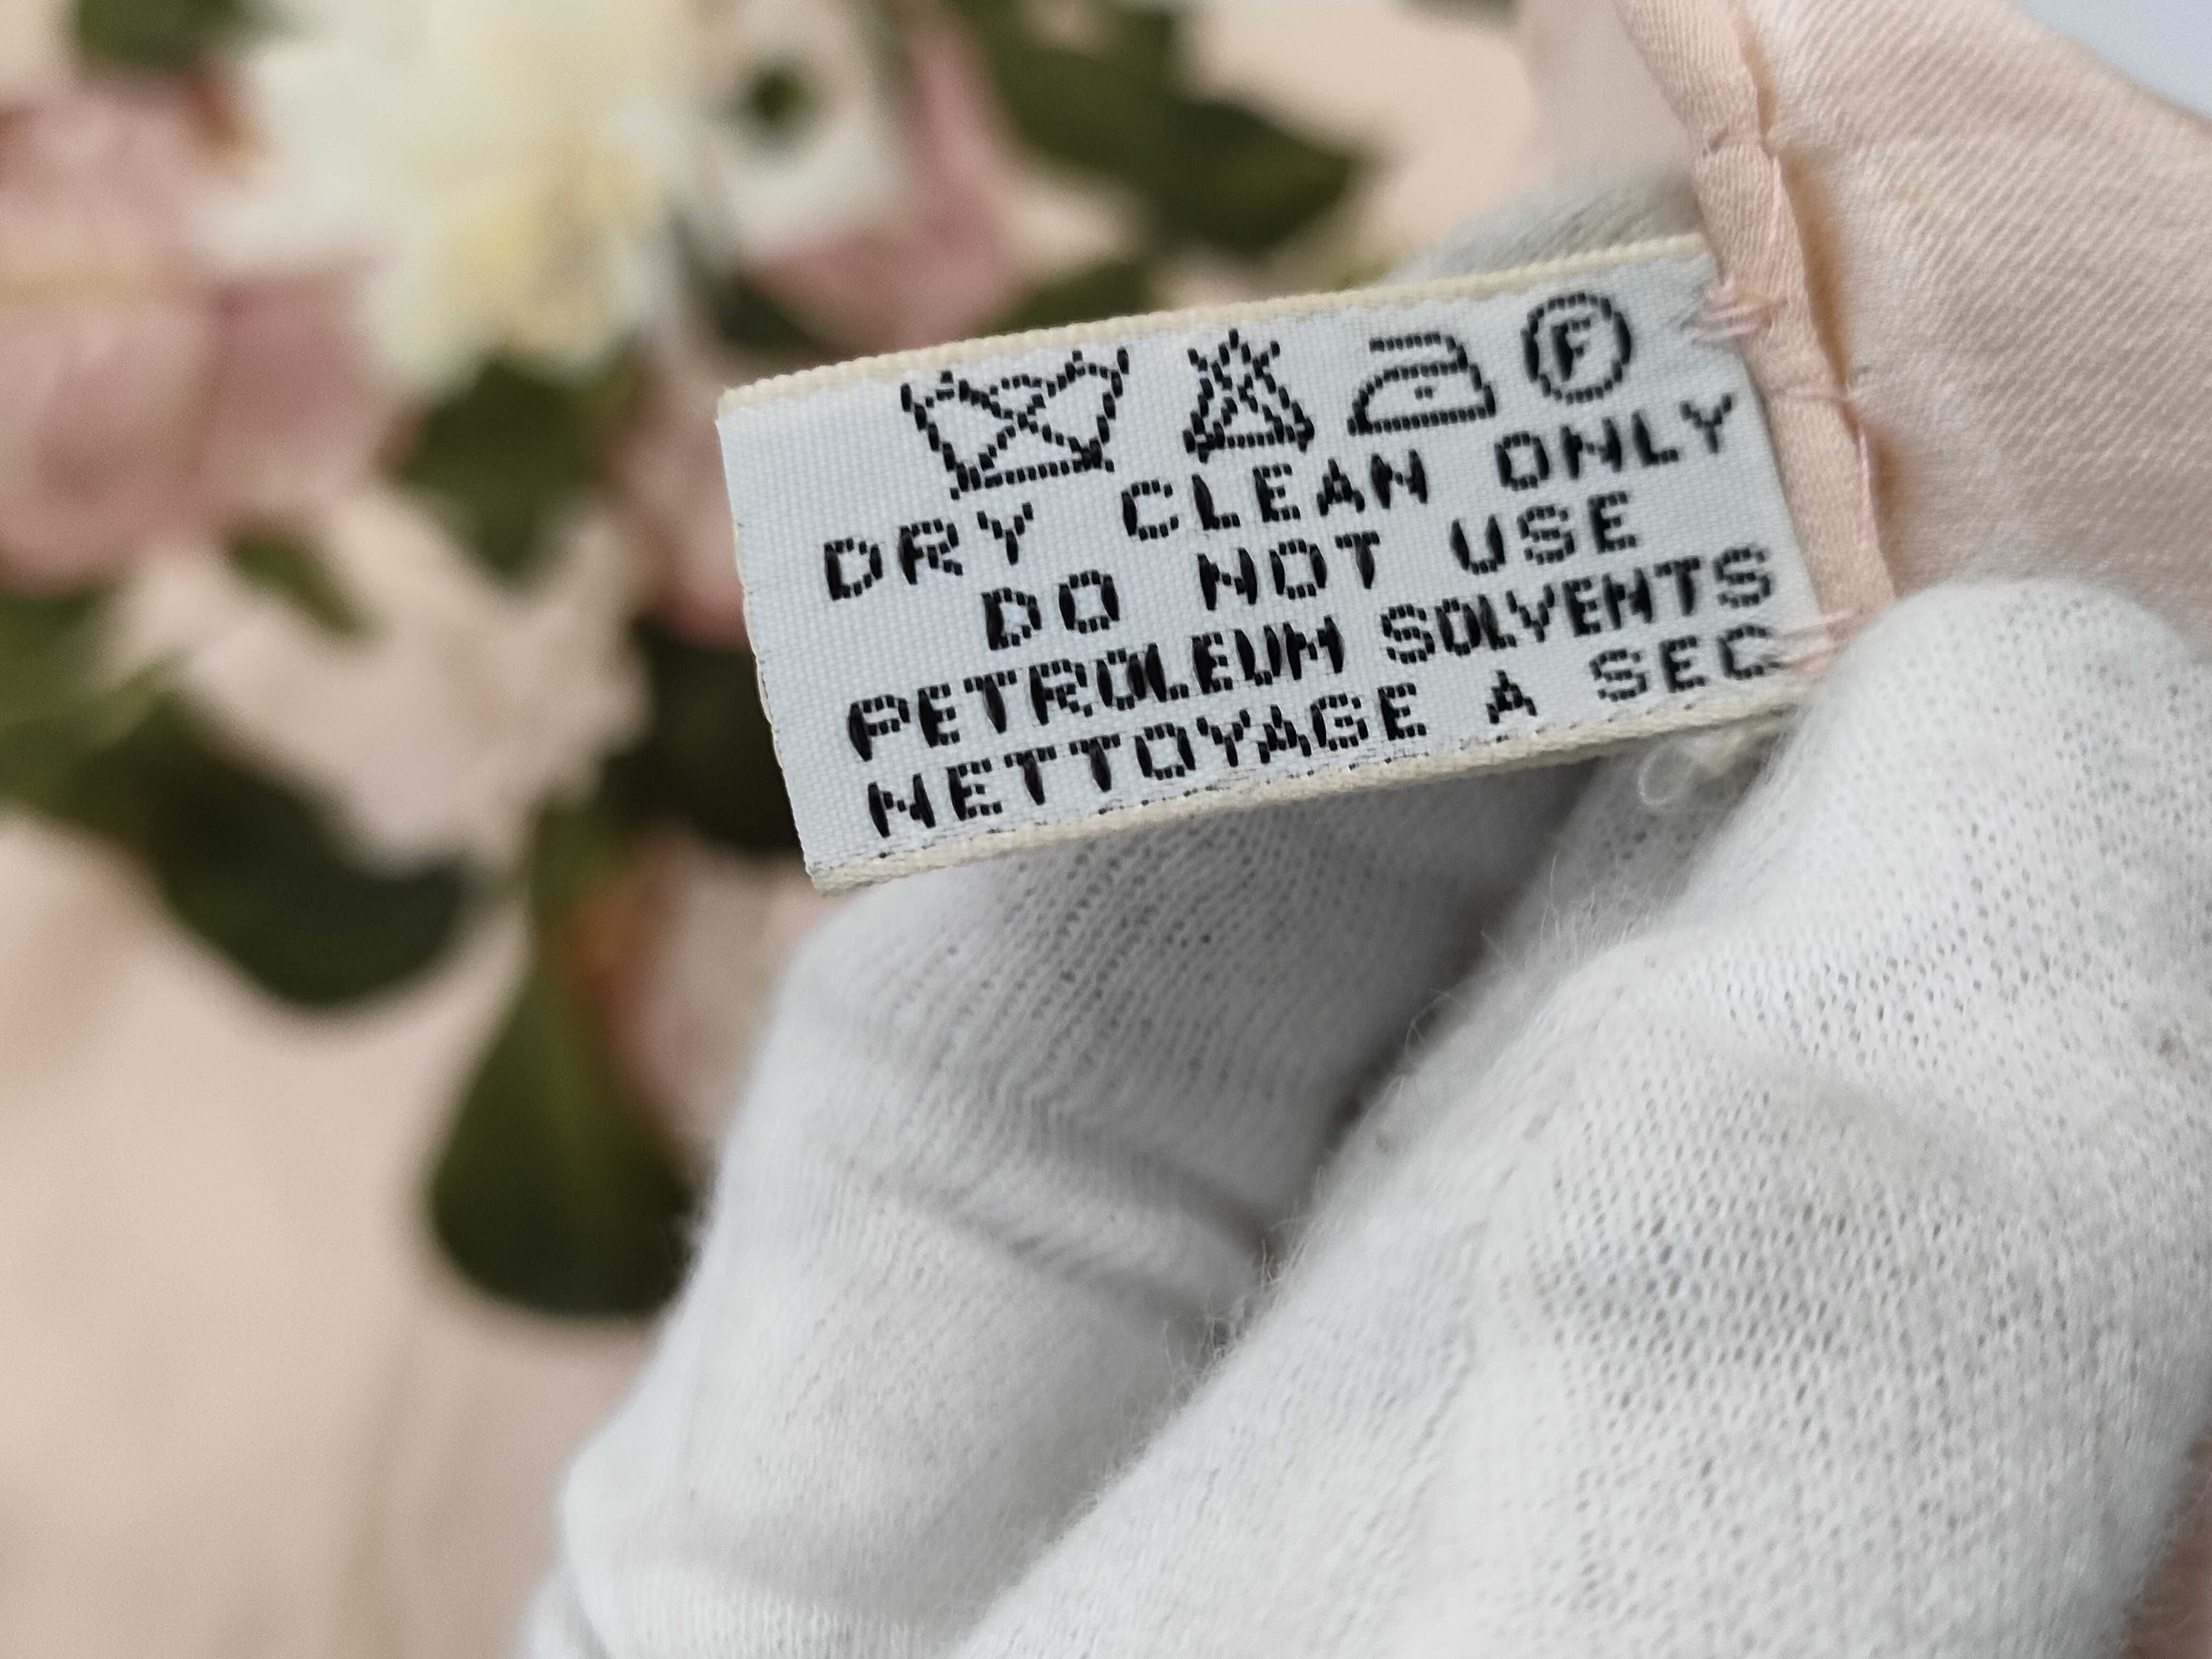 F
DRY CLEAN ONLY
DO NOT USE
PETROLEUM SOLVENTS
NETTOYAGE A SEC